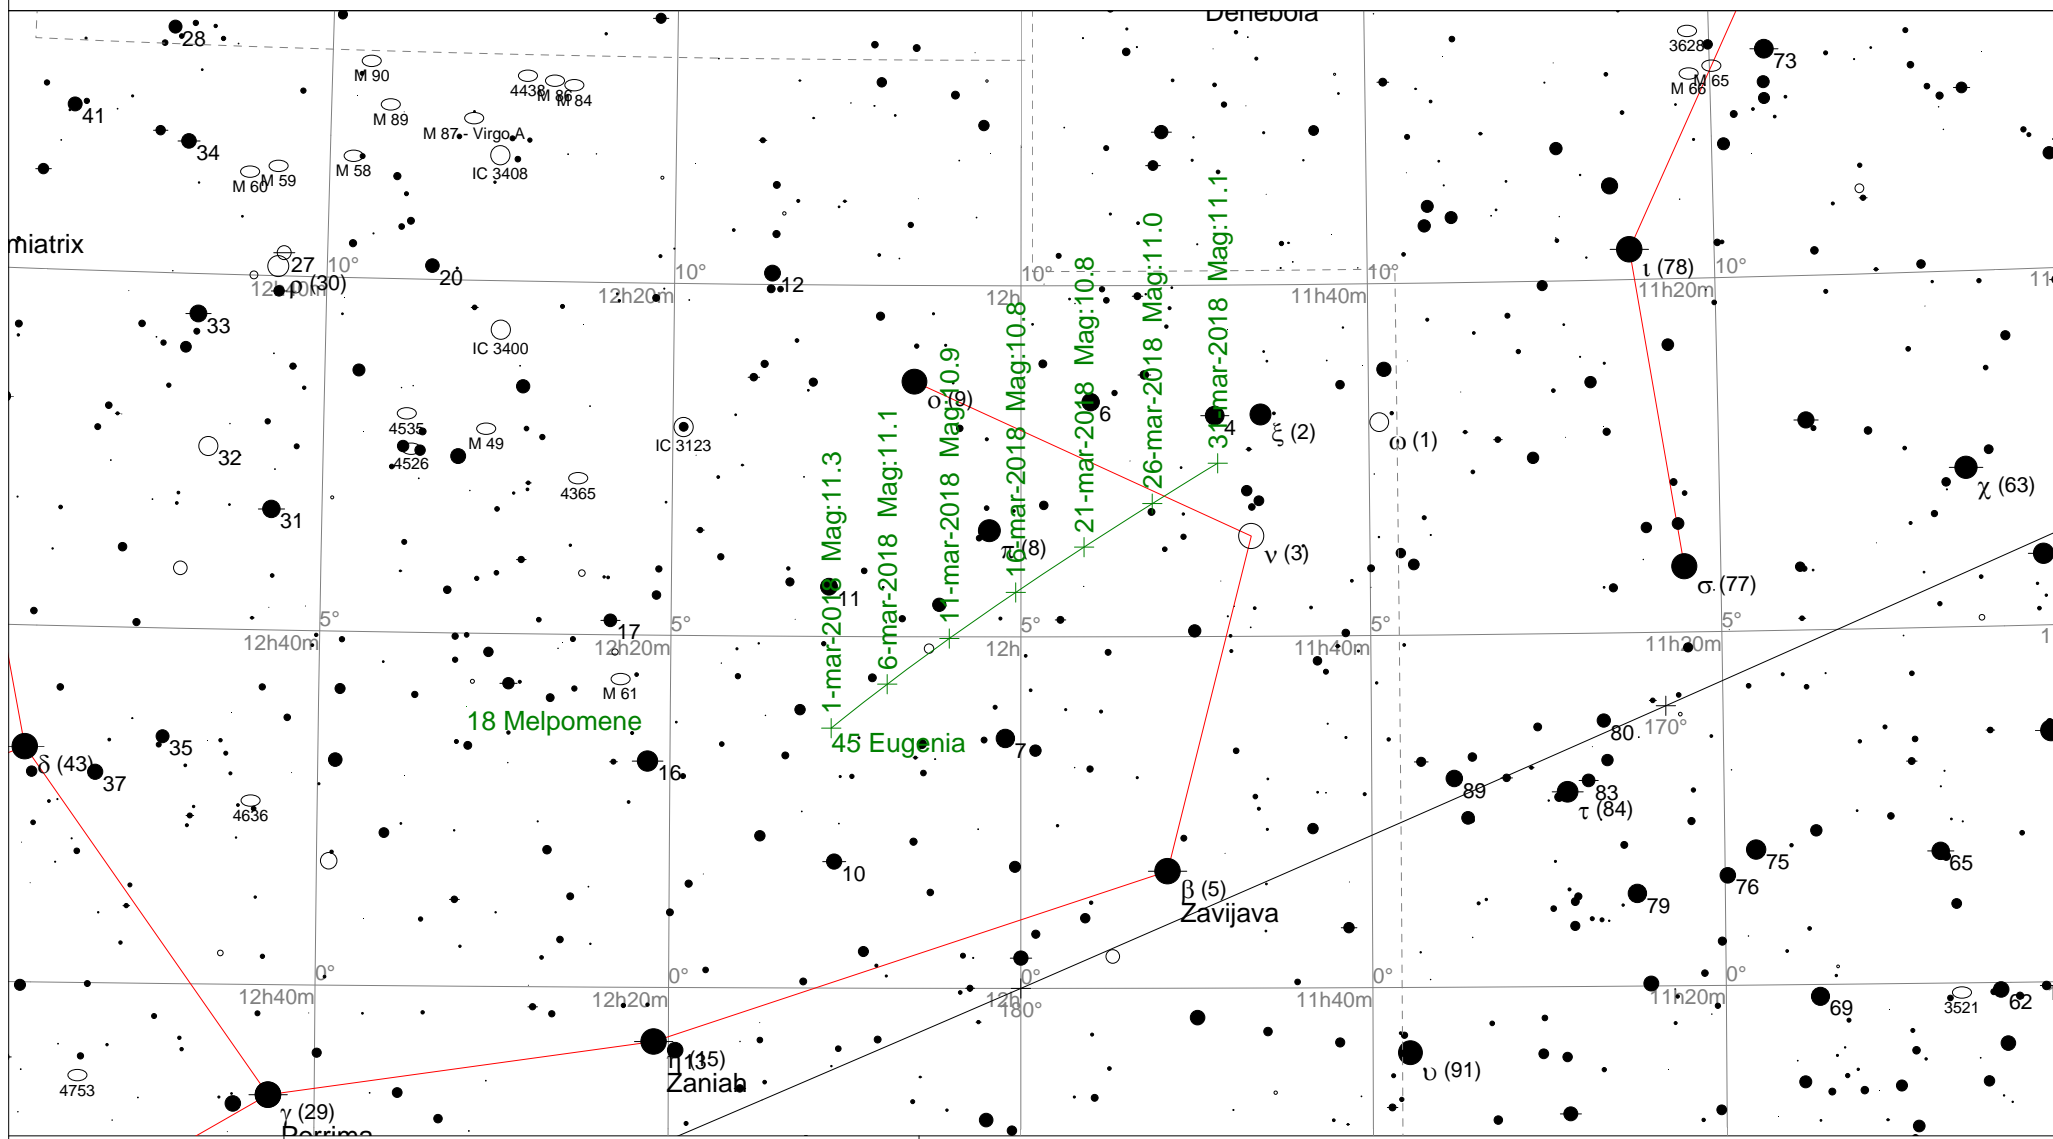 Denebola
28
M 90
4438
M 86
M 84
3628
M 65
M 66
73
41
M 89
M 87 - Virgo A
34
M 60
M 59
M 58
IC 3408
miatrix
27
ρ (30)
10°
12h40m
20
10°
12h20m
12
10°
12h
10°
11h40m
ι (78)
10°
11h20m
11
33
IC 3400
ο (9)
6
4
ξ (2)
ω (1)
4535
M 49
4526
IC 3123
32
4365
χ (63)
31
π (8)
ν (3)
σ (77)
11
1-mar-2018 Mag:11.3
6-mar-2018 Mag:11.1
11-mar-2018 Mag:10.9
16-mar-2018 Mag:10.8
21-mar-2018 Mag:10.8
26-mar-2018 Mag:11.0
31-mar-2018 Mag:11.1
5°
12h40m
17
5°
12h20m
5°
12h
5°
11h40m
5°
11h20m
1
M 61
18 Melpomene
45 Eugenia
170°
80
35
δ (43)
37
16
7
89
83
τ (84)
4636
10
75
65
76
79
β (5)
Zavijava
0°
12h40m
0°
12h20m
0°
180°
0°
11h40m
0°
11h20m
69
3521
62
η (15)
13
Zaniah
υ (91)
4753
γ (29)
Porrima